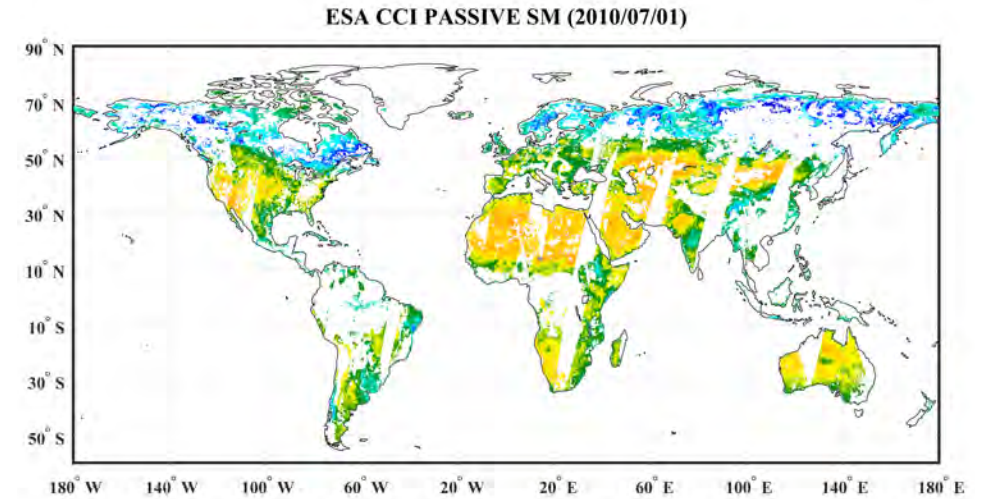 ESA CCI PASSIVE SM (2010/07/01)
90° N
70° N
50° N
30° N
10° N
10° S
30° S
50° S
180° W 140° W 100° W 60° W 20° W 20° E 60° E 100° E 140° E 180° E